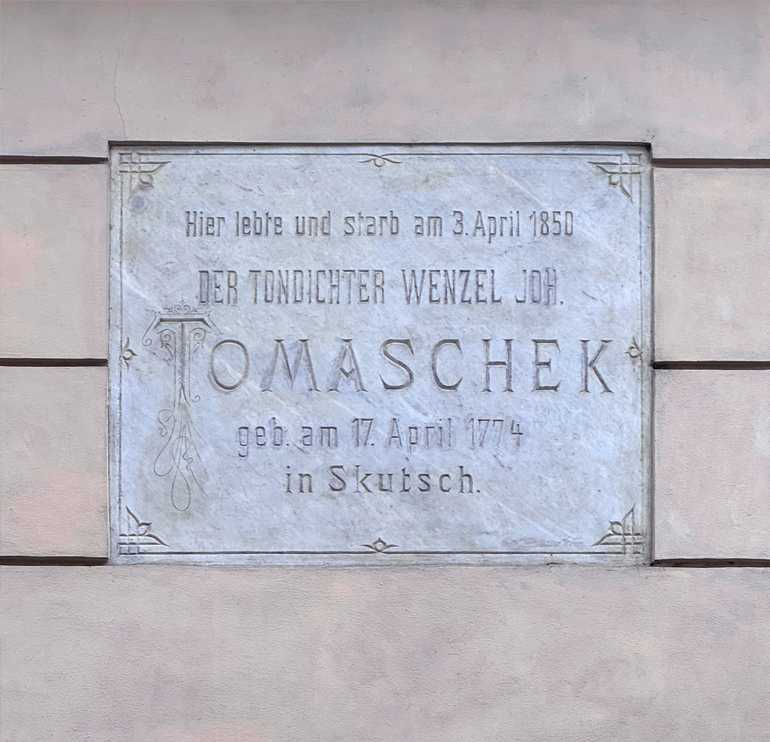 Hier lebte und starb am 3. April 1850
DER TONDICHTER WENZEL JOH.
TOMASCHEK
geb. am 17. April 1774
in Skutsch.